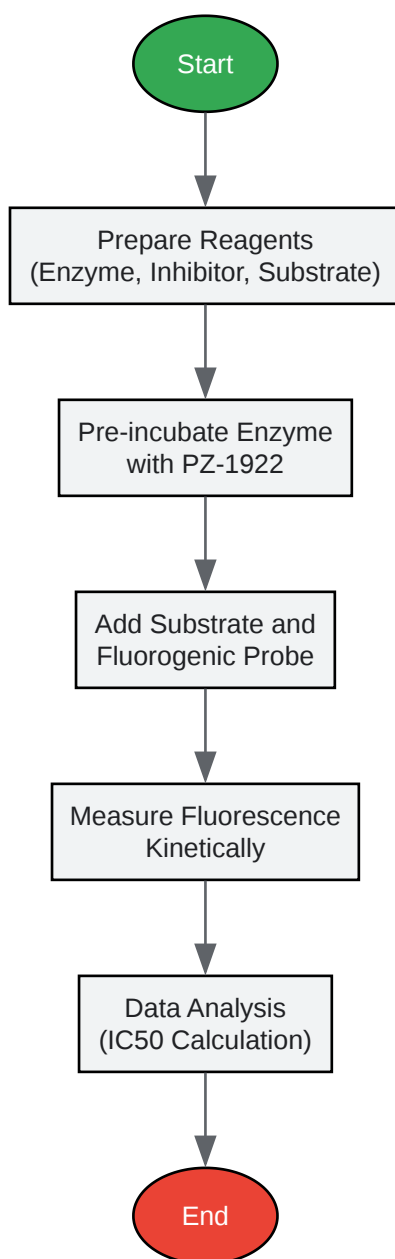 Start
Prepare Reagents
(Enzyme, Inhibitor, Substrate)
Pre-incubate Enzyme
with PZ-1922
Add Substrate and
Fluorogenic Probe
Measure Fluorescence
Kinetically
Data Analysis
(IC50 Calculation)
End